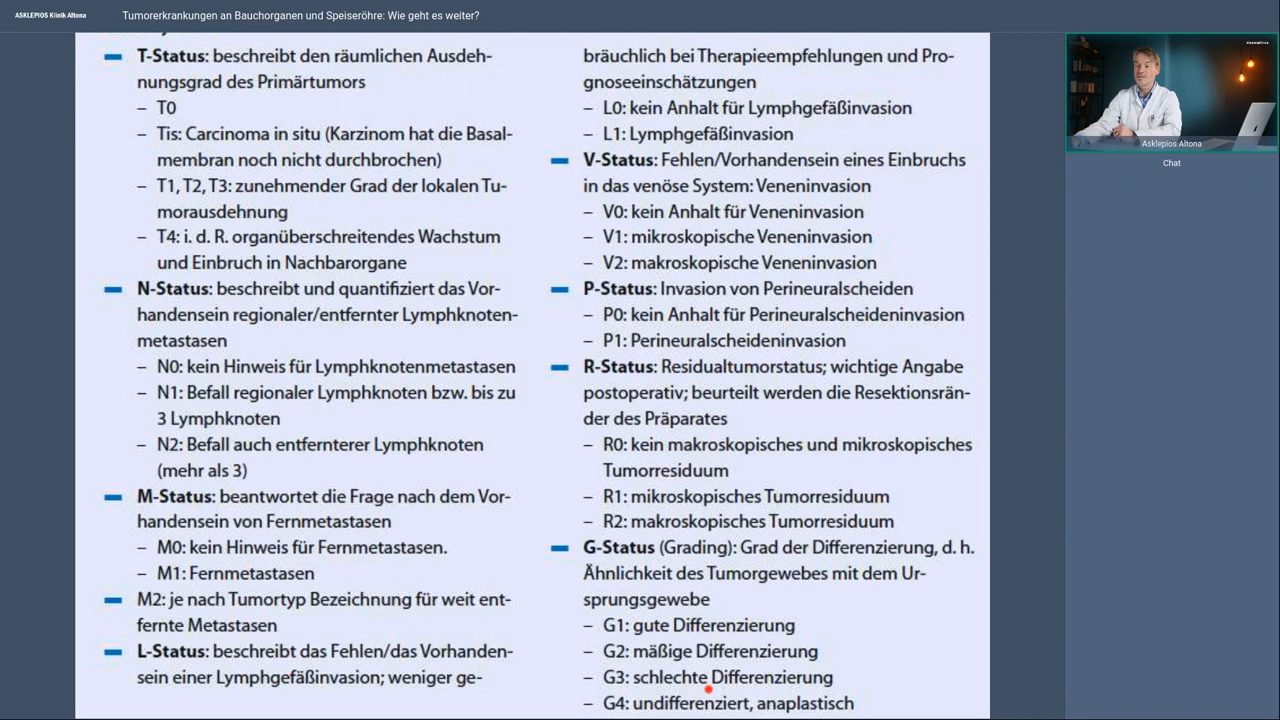 ASKLEPIOS Klinik Altona
Tumorerkrankungen an Bauchorganen und Speiseröhre: Wie geht es weiter?
T-Status: beschreibt den räumlichen Ausdeh-
nungsgrad des Primärtumors
– T0
– Tis: Carcinoma in situ (Karzinom hat die Basal-
membran noch nicht durchbrochen)
– T1, T2, T3: zunehmender Grad der lokalen Tu-
morausdehnung
– T4: i. d. R. organüberschreitendes Wachstum
und Einbruch in Nachbarorgane
N-Status: beschreibt und quantifiziert das Vor-
handensein regionaler/entfernter Lymphknoten-
metastasen
– N0: kein Hinweis für Lymphknotenmetastasen
– N1: Befall regionaler Lymphknoten bzw. bis zu
3 Lymphknoten
– N2: Befall auch entfernterer Lymphknoten
(mehr als 3)
M-Status: beantwortet die Frage nach dem Vor-
handensein von Fernmetastasen
– M0: kein Hinweis für Fernmetastasen.
– M1: Fernmetastasen
M2: je nach Tumortyp Bezeichnung für weit ent-
fernte Metastasen
L-Status: beschreibt das Fehlen/das Vorhanden-
sein einer Lymphgefäßinvasion; weniger ge-
bräuchlich bei Therapieempfehlungen und Pro-
gnoseeinschätzungen
– L0: kein Anhalt für Lymphgefäßinvasion
– L1: Lymphgefäßinvasion
V-Status: Fehlen/Vorhandensein eines Einbruchs
in das venöse System: Veneninvasion
– V0: kein Anhalt für Veneninvasion
– V1: mikroskopische Veneninvasion
– V2: makroskopische Veneninvasion
P-Status: Invasion von Perineuralscheiden
– P0: kein Anhalt für Perineuralscheideninvasion
– P1: Perineuralscheideninvasion
R-Status: Residualtumorstatus; wichtige Angabe
postoperativ; beurteilt werden die Resektionsrän-
der des Präparates
– R0: kein makroskopisches und mikroskopisches
Tumorresiduum
– R1: mikroskopisches Tumorresiduum
– R2: makroskopisches Tumorresiduum
G-Status (Grading): Grad der Differenzierung, d. h.
Ähnlichkeit des Tumorgewebes mit dem Ur-
sprungsgewebe
– G1: gute Differenzierung
– G2: mäßige Differenzierung
– G3: schlechte Differenzierung
– G4: undifferenziert, anaplastisch
Asklepios Altona
Chat